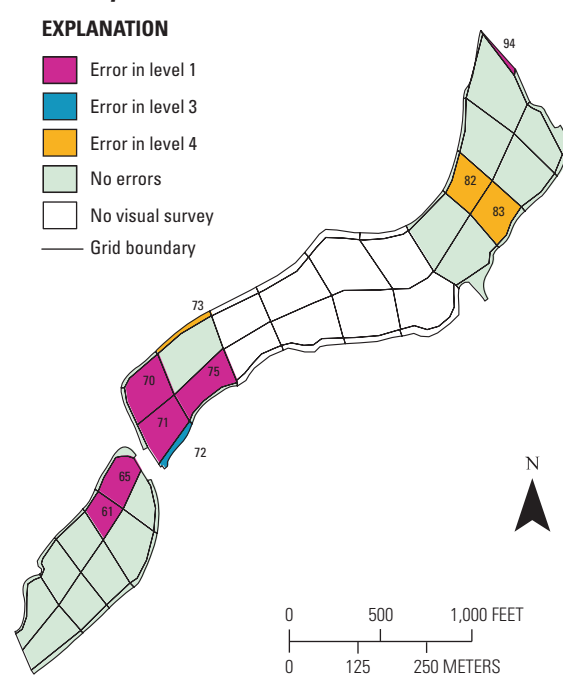 EXPLANATION
Error in level 1
Error in level 3
Error in level 4
No errors
No visual survey
Grid boundary
94
82
83
73
70
75
71
72
65
61
N
0 500 1,000 FEET
0 125 250 METERS